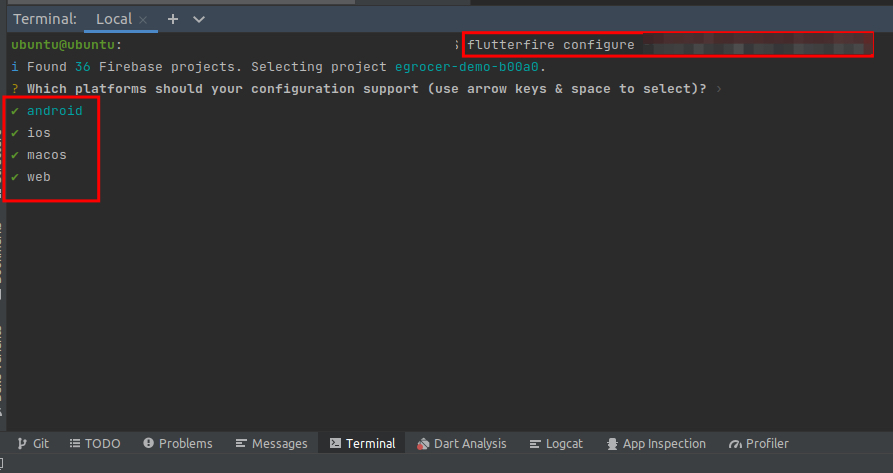 Terminal: Local × + 
ubuntu@ubuntu: $ flutterfire configure
i Found 36 Firebase projects. Selecting project egrocer-demo-b00a0.
? Which platforms should your configuration support (use arrow keys & space to select)? ›
✔ android
✔ ios
✔ macos
✔ web
Git TODO Problems Messages Terminal Dart Analysis Logcat App Inspection Profiler